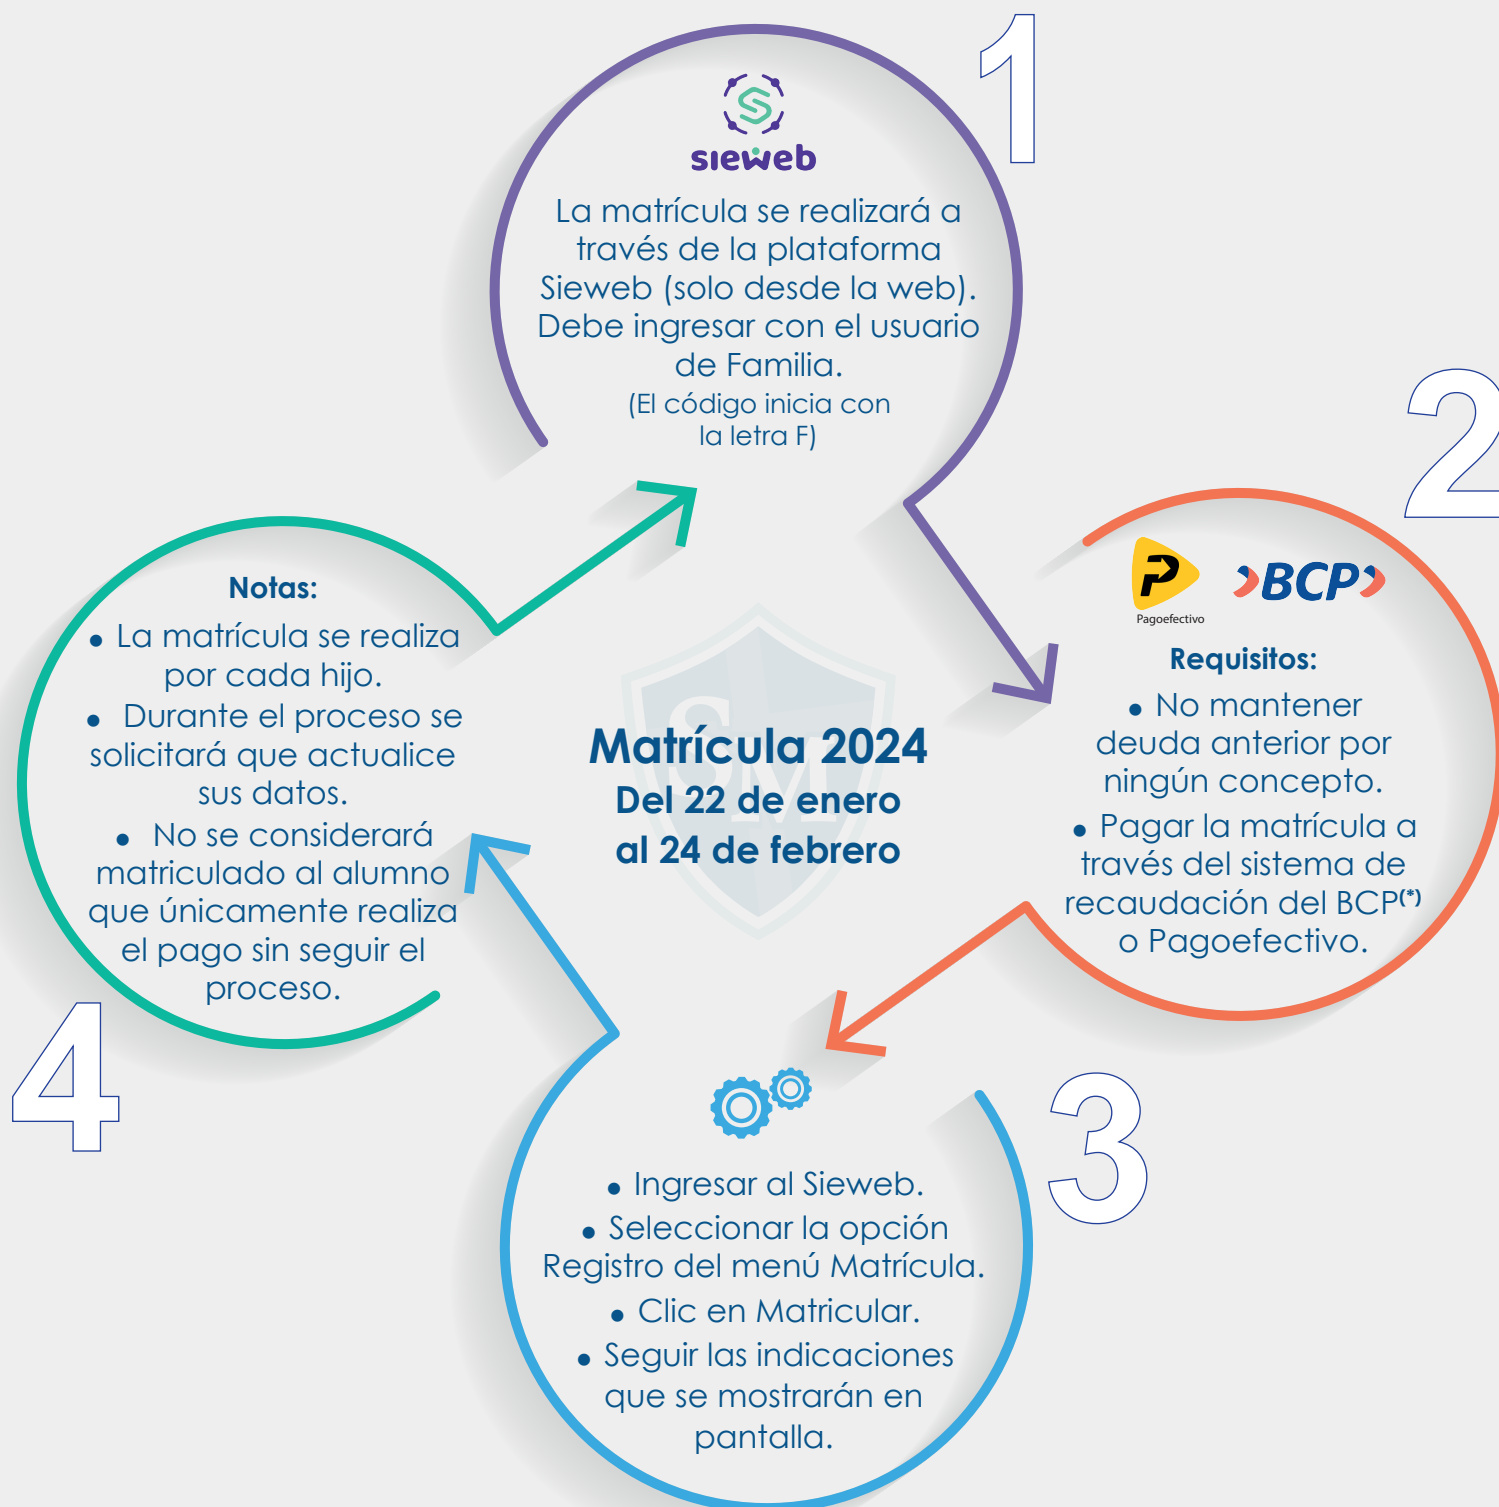 1
sieweb
La matrícula se realizará a
través de la plataforma
Sieweb (solo desde la web).
Debe ingresar con el usuario
de Familia.
(El código inicia con
la letra F)
2
Pagoefectivo
BCP
Requisitos:
● No mantener
deuda anterior por
ningún concepto.
● Pagar la matrícula a
través del sistema de
recaudación del BCP(*)
o Pagoefectivo.
SM
Matrícula 2024
Del 22 de enero
al 24 de febrero
3
● Ingresar al Sieweb.
● Seleccionar la opción
Registro del menú Matrícula.
● Clic en Matricular.
● Seguir las indicaciones
que se mostrarán en
pantalla.
4
Notas:
● La matrícula se realiza
por cada hijo.
● Durante el proceso se
solicitará que actualice
sus datos.
● No se considerará
matriculado al alumno
que únicamente realiza
el pago sin seguir el
proceso.